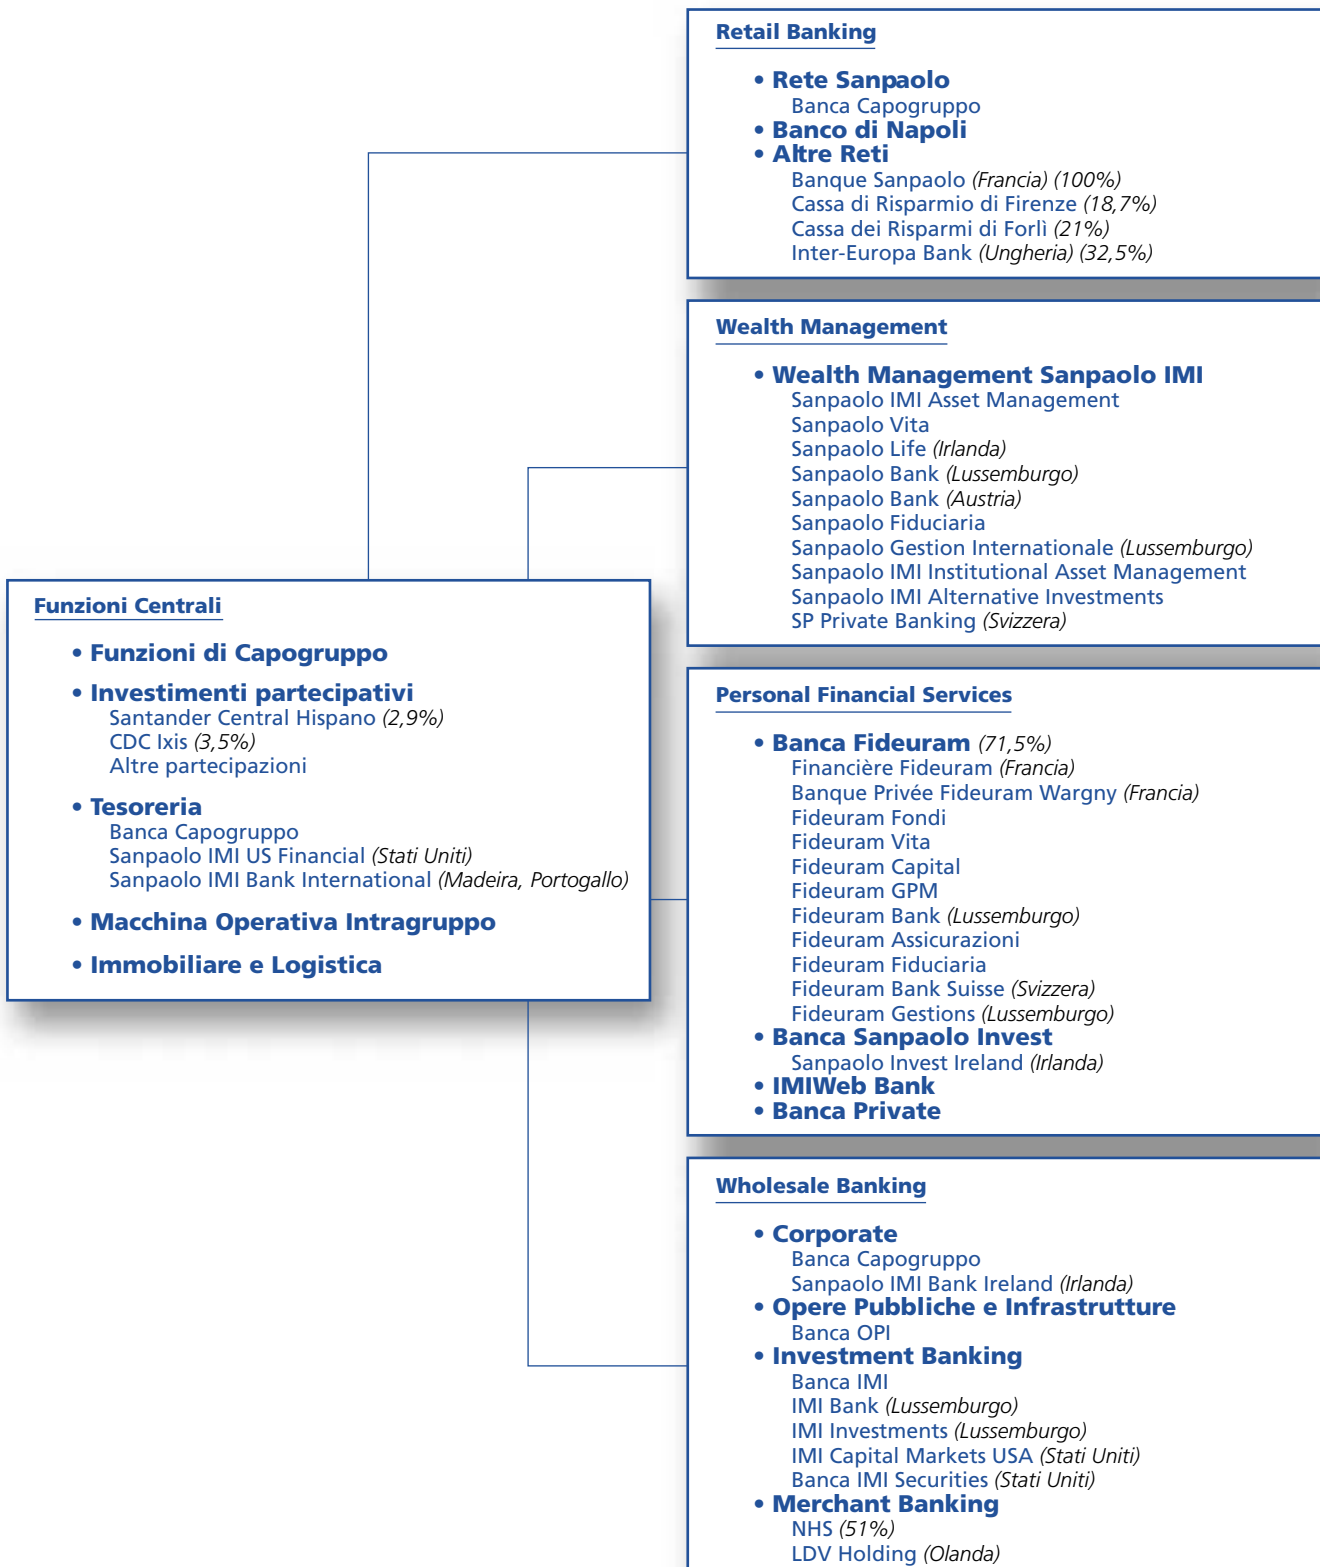 Retail Banking
• Rete Sanpaolo
Banca Capogruppo
• Banco di Napoli
• Altre Reti
Banque Sanpaolo (Francia) (100%)
Cassa di Risparmio di Firenze (18,7%)
Cassa dei Risparmi di Forlì (21%)
Inter-Europa Bank (Ungheria) (32,5%)
Wealth Management
• Wealth Management Sanpaolo IMI
Sanpaolo IMI Asset Management
Sanpaolo Vita
Sanpaolo Life (Irlanda)
Sanpaolo Bank (Lussemburgo)
Sanpaolo Bank (Austria)
Sanpaolo Fiduciaria
Sanpaolo Gestion Internationale (Lussemburgo)
Sanpaolo IMI Institutional Asset Management
Sanpaolo IMI Alternative Investments
SP Private Banking (Svizzera)
Funzioni Centrali
• Funzioni di Capogruppo
• Investimenti partecipativi
Santander Central Hispano (2,9%)
CDC Ixis (3,5%)
Altre partecipazioni
• Tesoreria
Banca Capogruppo
Sanpaolo IMI US Financial (Stati Uniti)
Sanpaolo IMI Bank International (Madeira, Portogallo)
• Macchina Operativa Intragruppo
• Immobiliare e Logistica
Personal Financial Services
• Banca Fideuram (71,5%)
Financière Fideuram (Francia)
Banque Privée Fideuram Wargny (Francia)
Fideuram Fondi
Fideuram Vita
Fideuram Capital
Fideuram GPM
Fideuram Bank (Lussemburgo)
Fideuram Assicurazioni
Fideuram Fiduciaria
Fideuram Bank Suisse (Svizzera)
Fideuram Gestions (Lussemburgo)
• Banca Sanpaolo Invest
Sanpaolo Invest Ireland (Irlanda)
• IMIWeb Bank
• Banca Private
Wholesale Banking
• Corporate
Banca Capogruppo
Sanpaolo IMI Bank Ireland (Irlanda)
• Opere Pubbliche e Infrastrutture
Banca OPI
• Investment Banking
Banca IMI
IMI Bank (Lussemburgo)
IMI Investments (Lussemburgo)
IMI Capital Markets USA (Stati Uniti)
Banca IMI Securities (Stati Uniti)
• Merchant Banking
NHS (51%)
LDV Holding (Olanda)